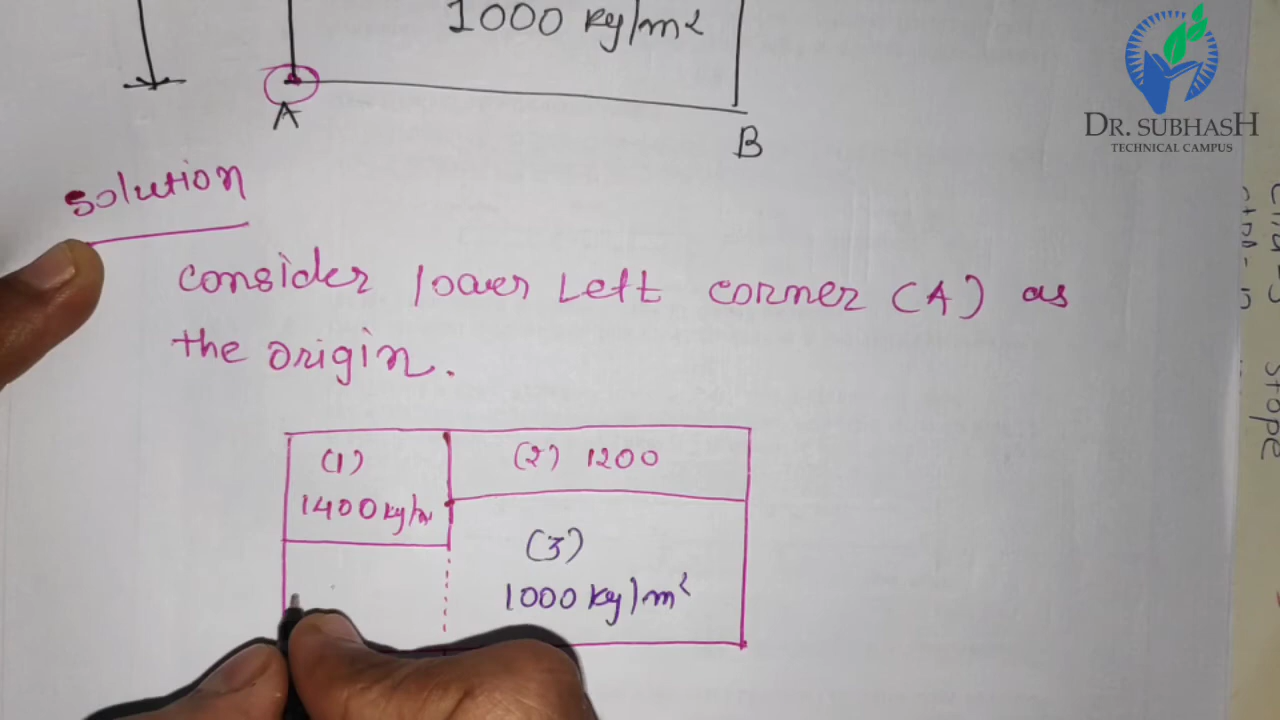 1000 kg/m²
A
B
DR. SUBHASH
TECHNICAL CAMPUS
Solution
Consider lower Left corner (A) as
the origin.
(1)
1400 kg/m
(2) 1200
(3)
1000 kg/m²